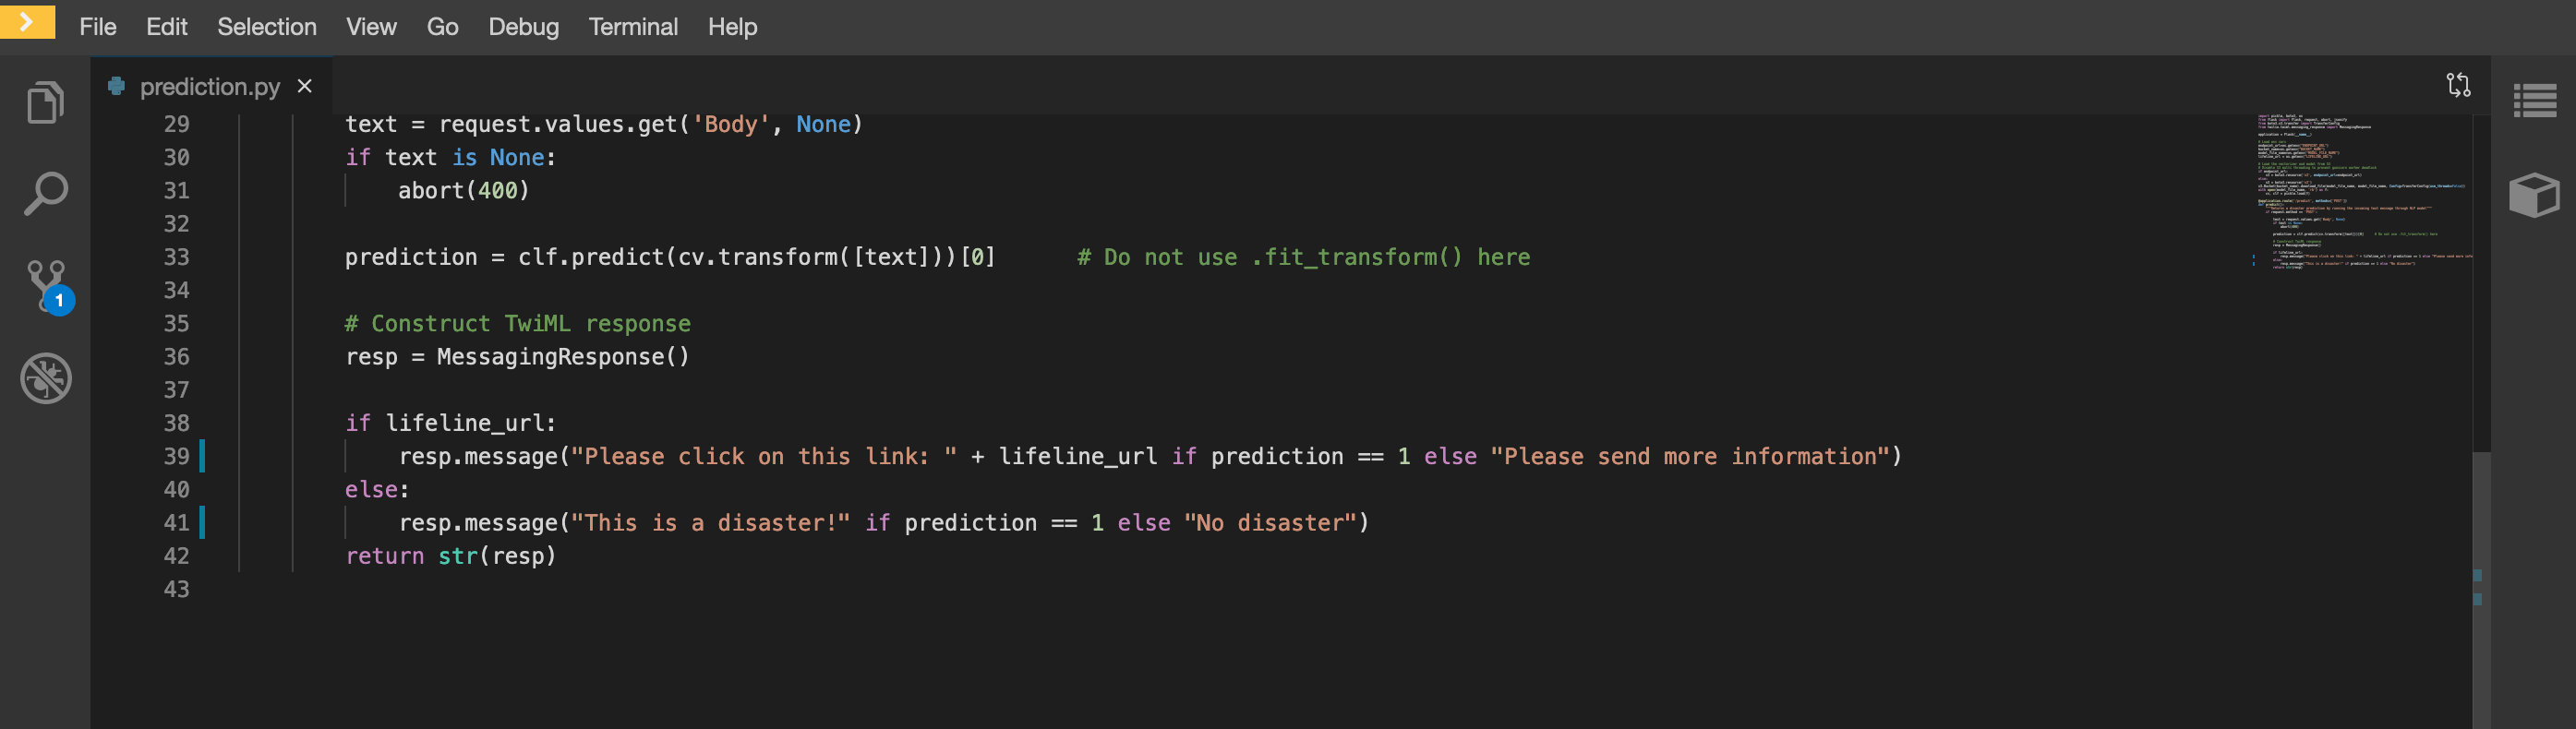 File Edit Selection View Go Debug Terminal Help
prediction.py
29 text = request.values.get('Body', None)
30 if text is None:
31 abort(400)
32
33 prediction = clf.predict(cv.transform([text]))[0] # Do not use .fit_transform() here
34
35 # Construct TwiML response
36 resp = MessagingResponse()
37
38 if lifeline_url:
39 resp.message("Please click on this link: " + lifeline_url if prediction == 1 else "Please send more information")
40 else:
41 resp.message("This is a disaster!" if prediction == 1 else "No disaster")
42 return str(resp)
43
1